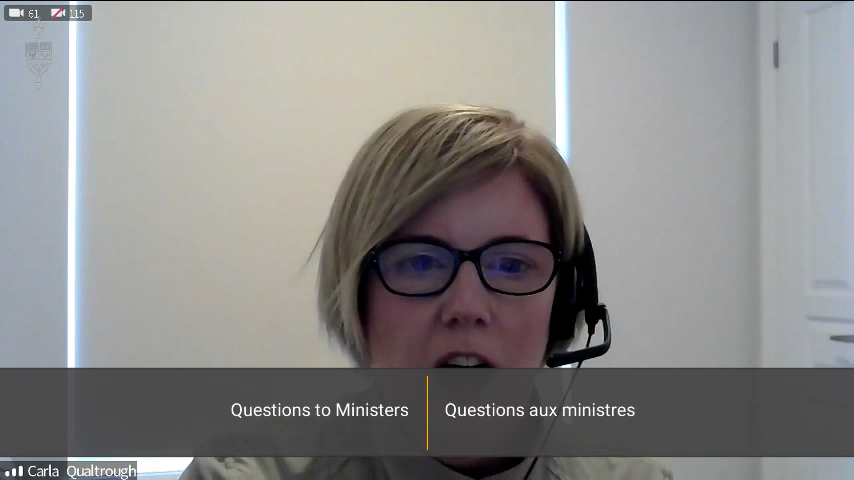 61 115
Questions to Ministers
Questions aux ministres
Carla Qualtrough